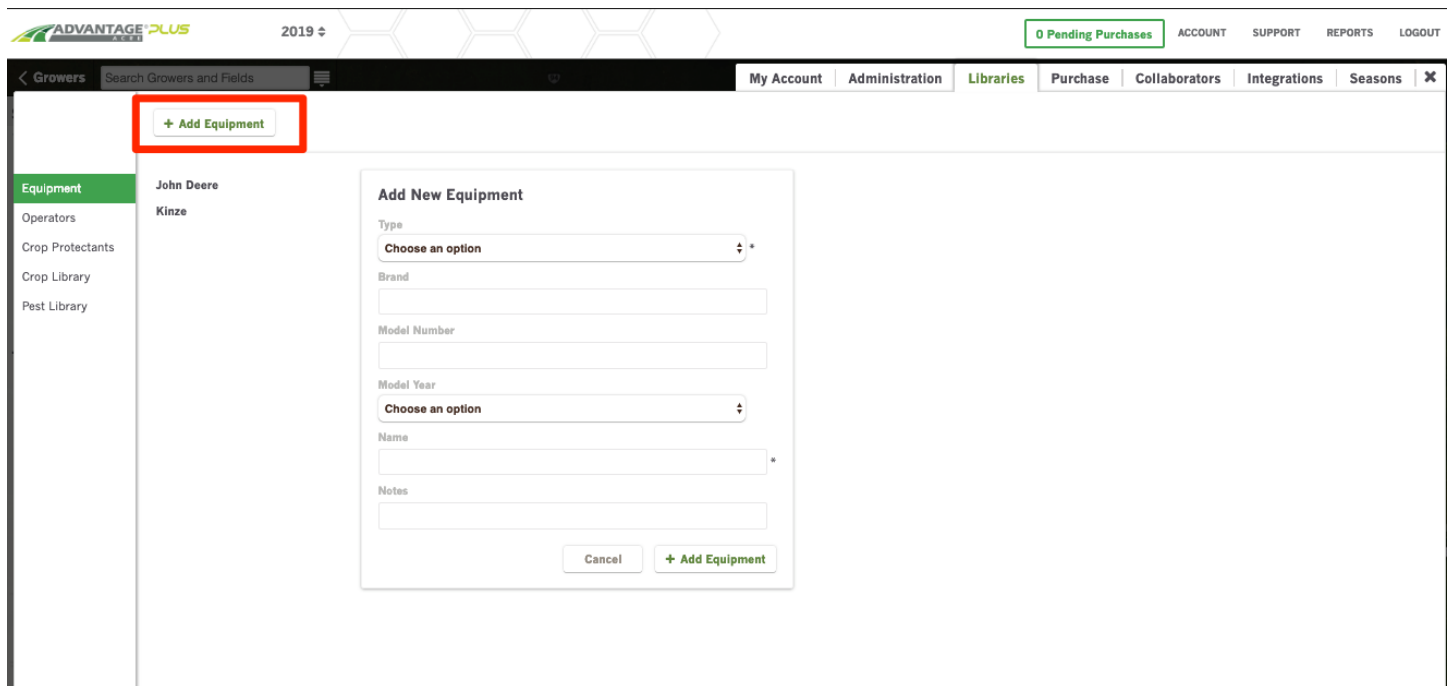 ADVANTAGE PLUS
ACRE
2019
0 Pending Purchases
ACCOUNT
SUPPORT
REPORTS
LOGOUT
Growers
Search Growers and Fields
My Account
Administration
Libraries
Purchase
Collaborators
Integrations
Seasons
+ Add Equipment
Equipment
Operators
Crop Protectants
Crop Library
Pest Library
John Deere
Kinze
Add New Equipment
Type
Choose an option *
Brand
Model Number
Model Year
Choose an option
Name
*
Notes
Cancel
+ Add Equipment